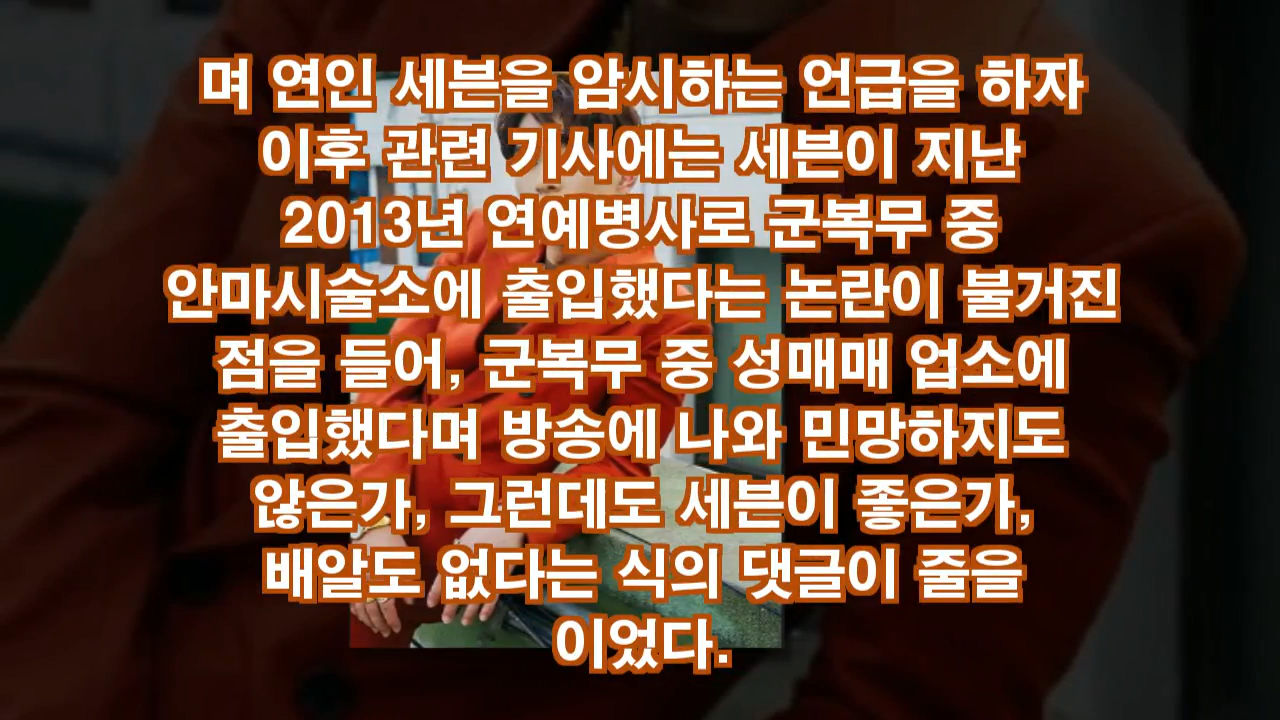 며 연인 세븐을 암시하는 언급을 하자
이후 관련 기사에는 세븐이 지난
2013년 연예병사로 군복무 중
안마시술소에 출입했다는 논란이 불거진
점을 들어, 군복무 중 성매매 업소에
출입했다며 방송에 나와 민망하지도
않은가, 그런데도 세븐이 좋은가,
배알도 없다는 식의 댓글이 줄을
이었다.